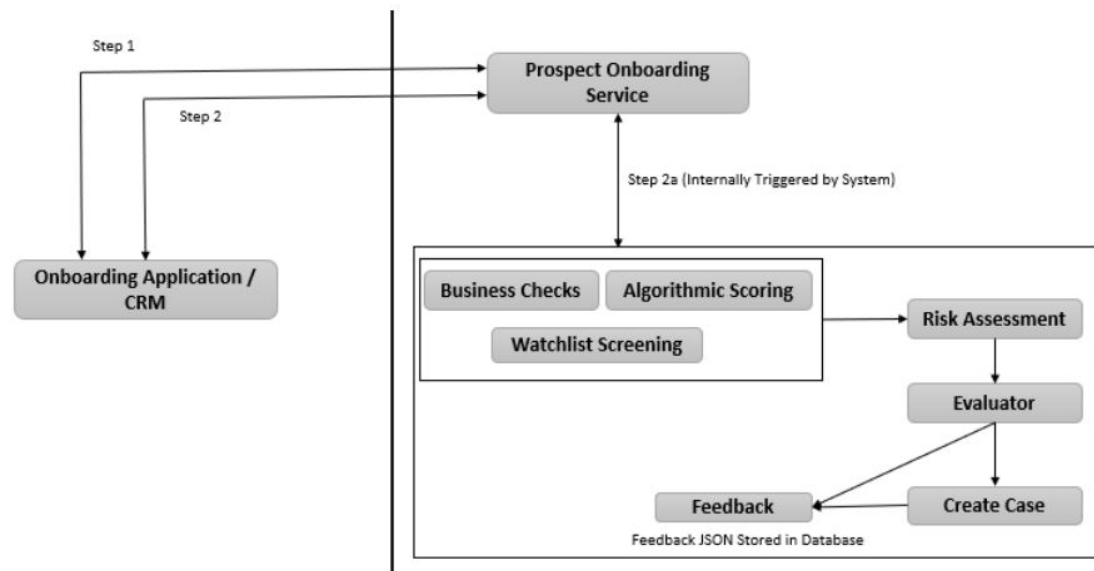 Step 1
Prospect Onboarding
Service
Step 2
Step 2a (Internally Triggered by System)
Onboarding Application /
CRM
Business Checks
Algorithmic Scoring
Watchlist Screening
Risk Assessment
Evaluator
Feedback
Create Case
Feedback JSON Stored in Database